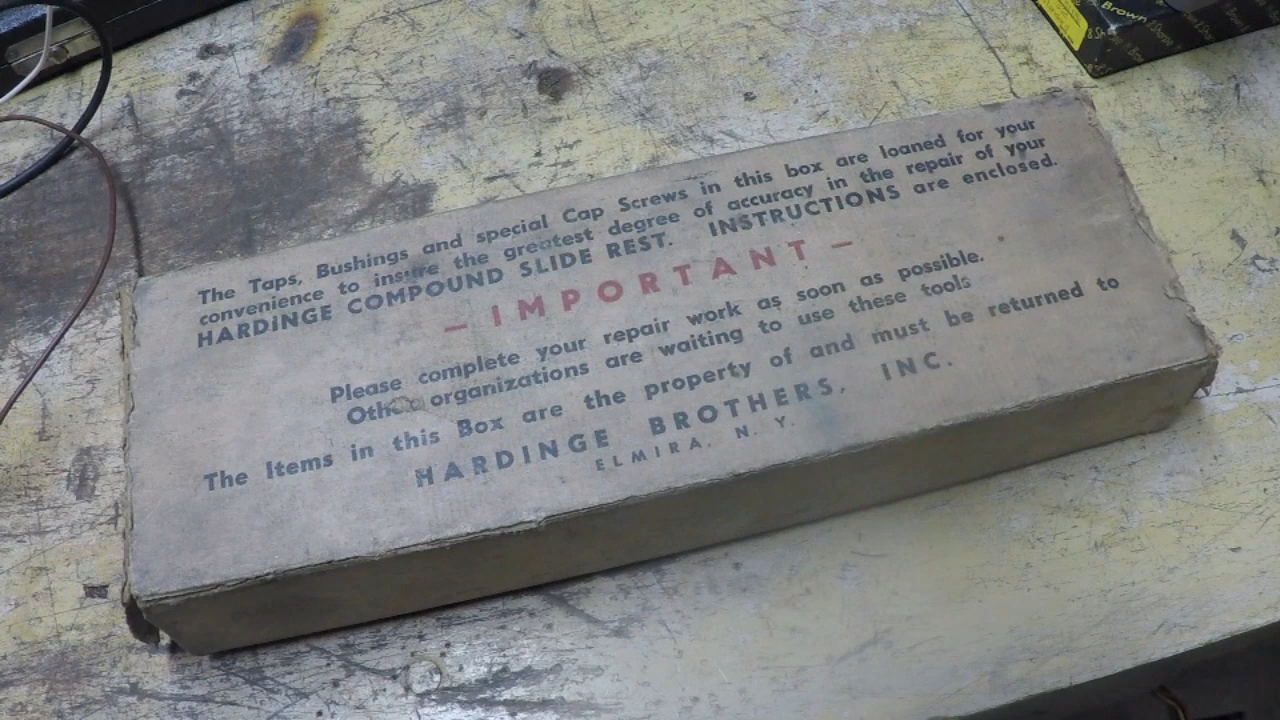 The Taps, Bushings and special Cap Screws in this box are loaned for your
convenience to insure the greatest degree of accuracy in the repair of your
HARDINGE COMPOUND SLIDE REST. INSTRUCTIONS are enclosed.
— IMPORTANT —
Please complete your repair work as soon as possible.
Other organizations are waiting to use these tools
The Items in this Box are the property of and must be returned to
HARDINGE BROTHERS, INC.
ELMIRA, N. Y.
Brown